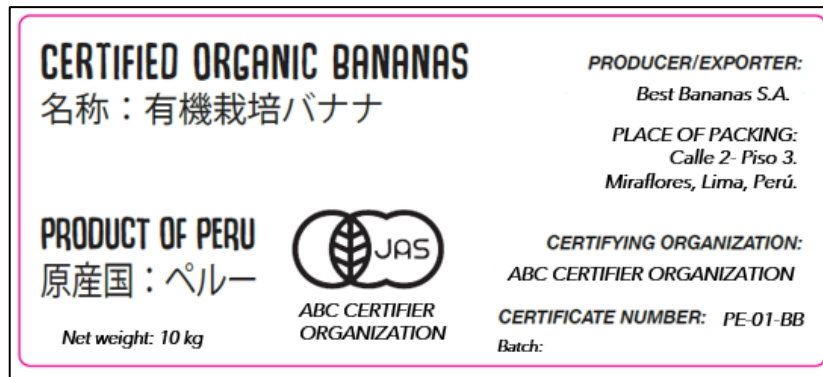 CERTIFIED ORGANIC BANANAS
名称：有機栽培バナナ
PRODUCT OF PERU
原産国：ペルー
Net weight: 10 kg
JAS
ABC CERTIFIER
ORGANIZATION
PRODUCER/EXPORTER:
Best Bananas S.A.
PLACE OF PACKING:
Calle 2- Piso 3.
Miraflores, Lima, Perú.
CERTIFYING ORGANIZATION:
ABC CERTIFIER ORGANIZATION
CERTIFICATE NUMBER: PE-01-BB
Batch: